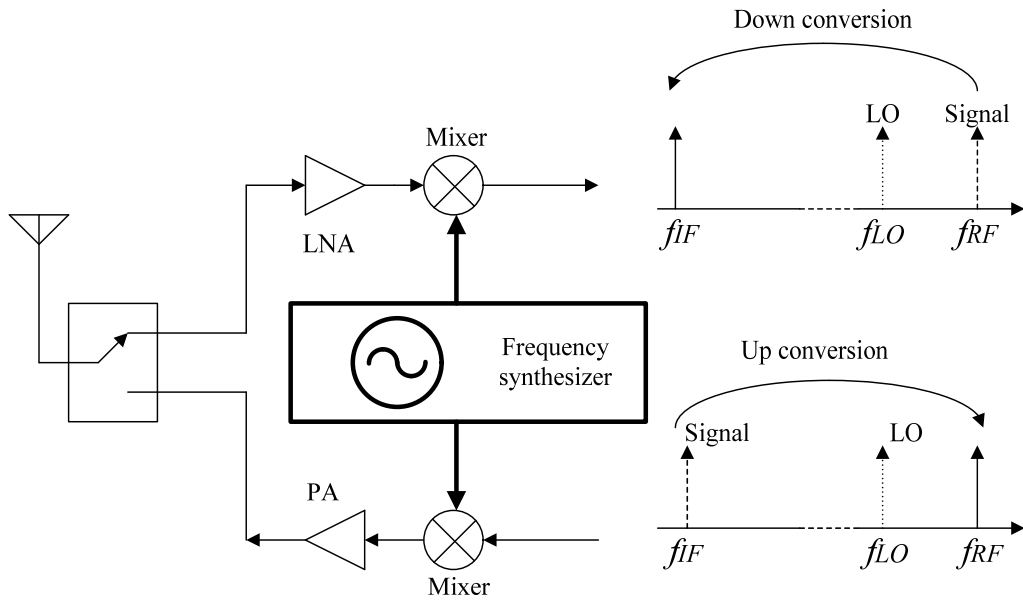 Down conversion
LO
Signal
fIF
fLO
fRF
Mixer
LNA
Frequency
synthesizer
PA
Mixer
Up conversion
Signal
LO
fIF
fLO
fRF